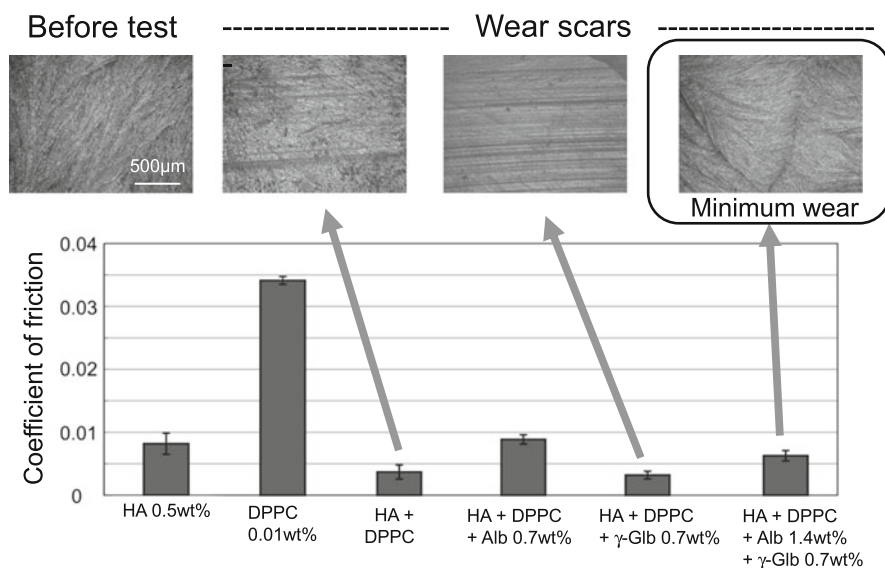 Before test
Wear scars
500µm
Minimum wear
Coefficient of friction
0.04
0.03
0.02
0.01
0
HA 0.5wt%
DPPC
0.01wt%
HA +
DPPC
HA + DPPC
+ Alb 0.7wt%
HA + DPPC
+ γ-Glb 0.7wt%
HA + DPPC
+ Alb 1.4wt%
+ γ-Glb 0.7wt%